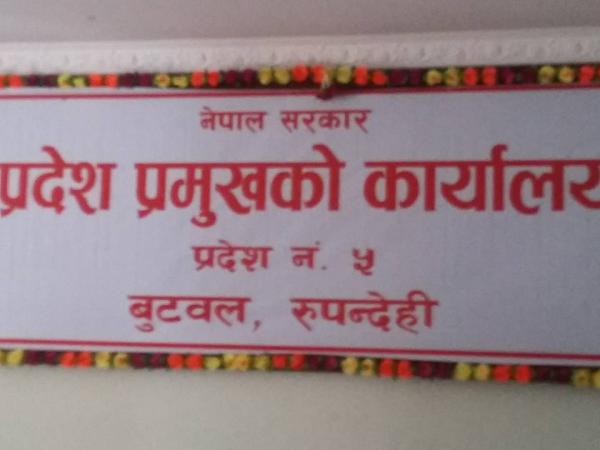 नेपाल सरकार
प्रदेश प्रमुखको कार्यालय
प्रदेश नं. ५
बुटवल, रुपन्देही